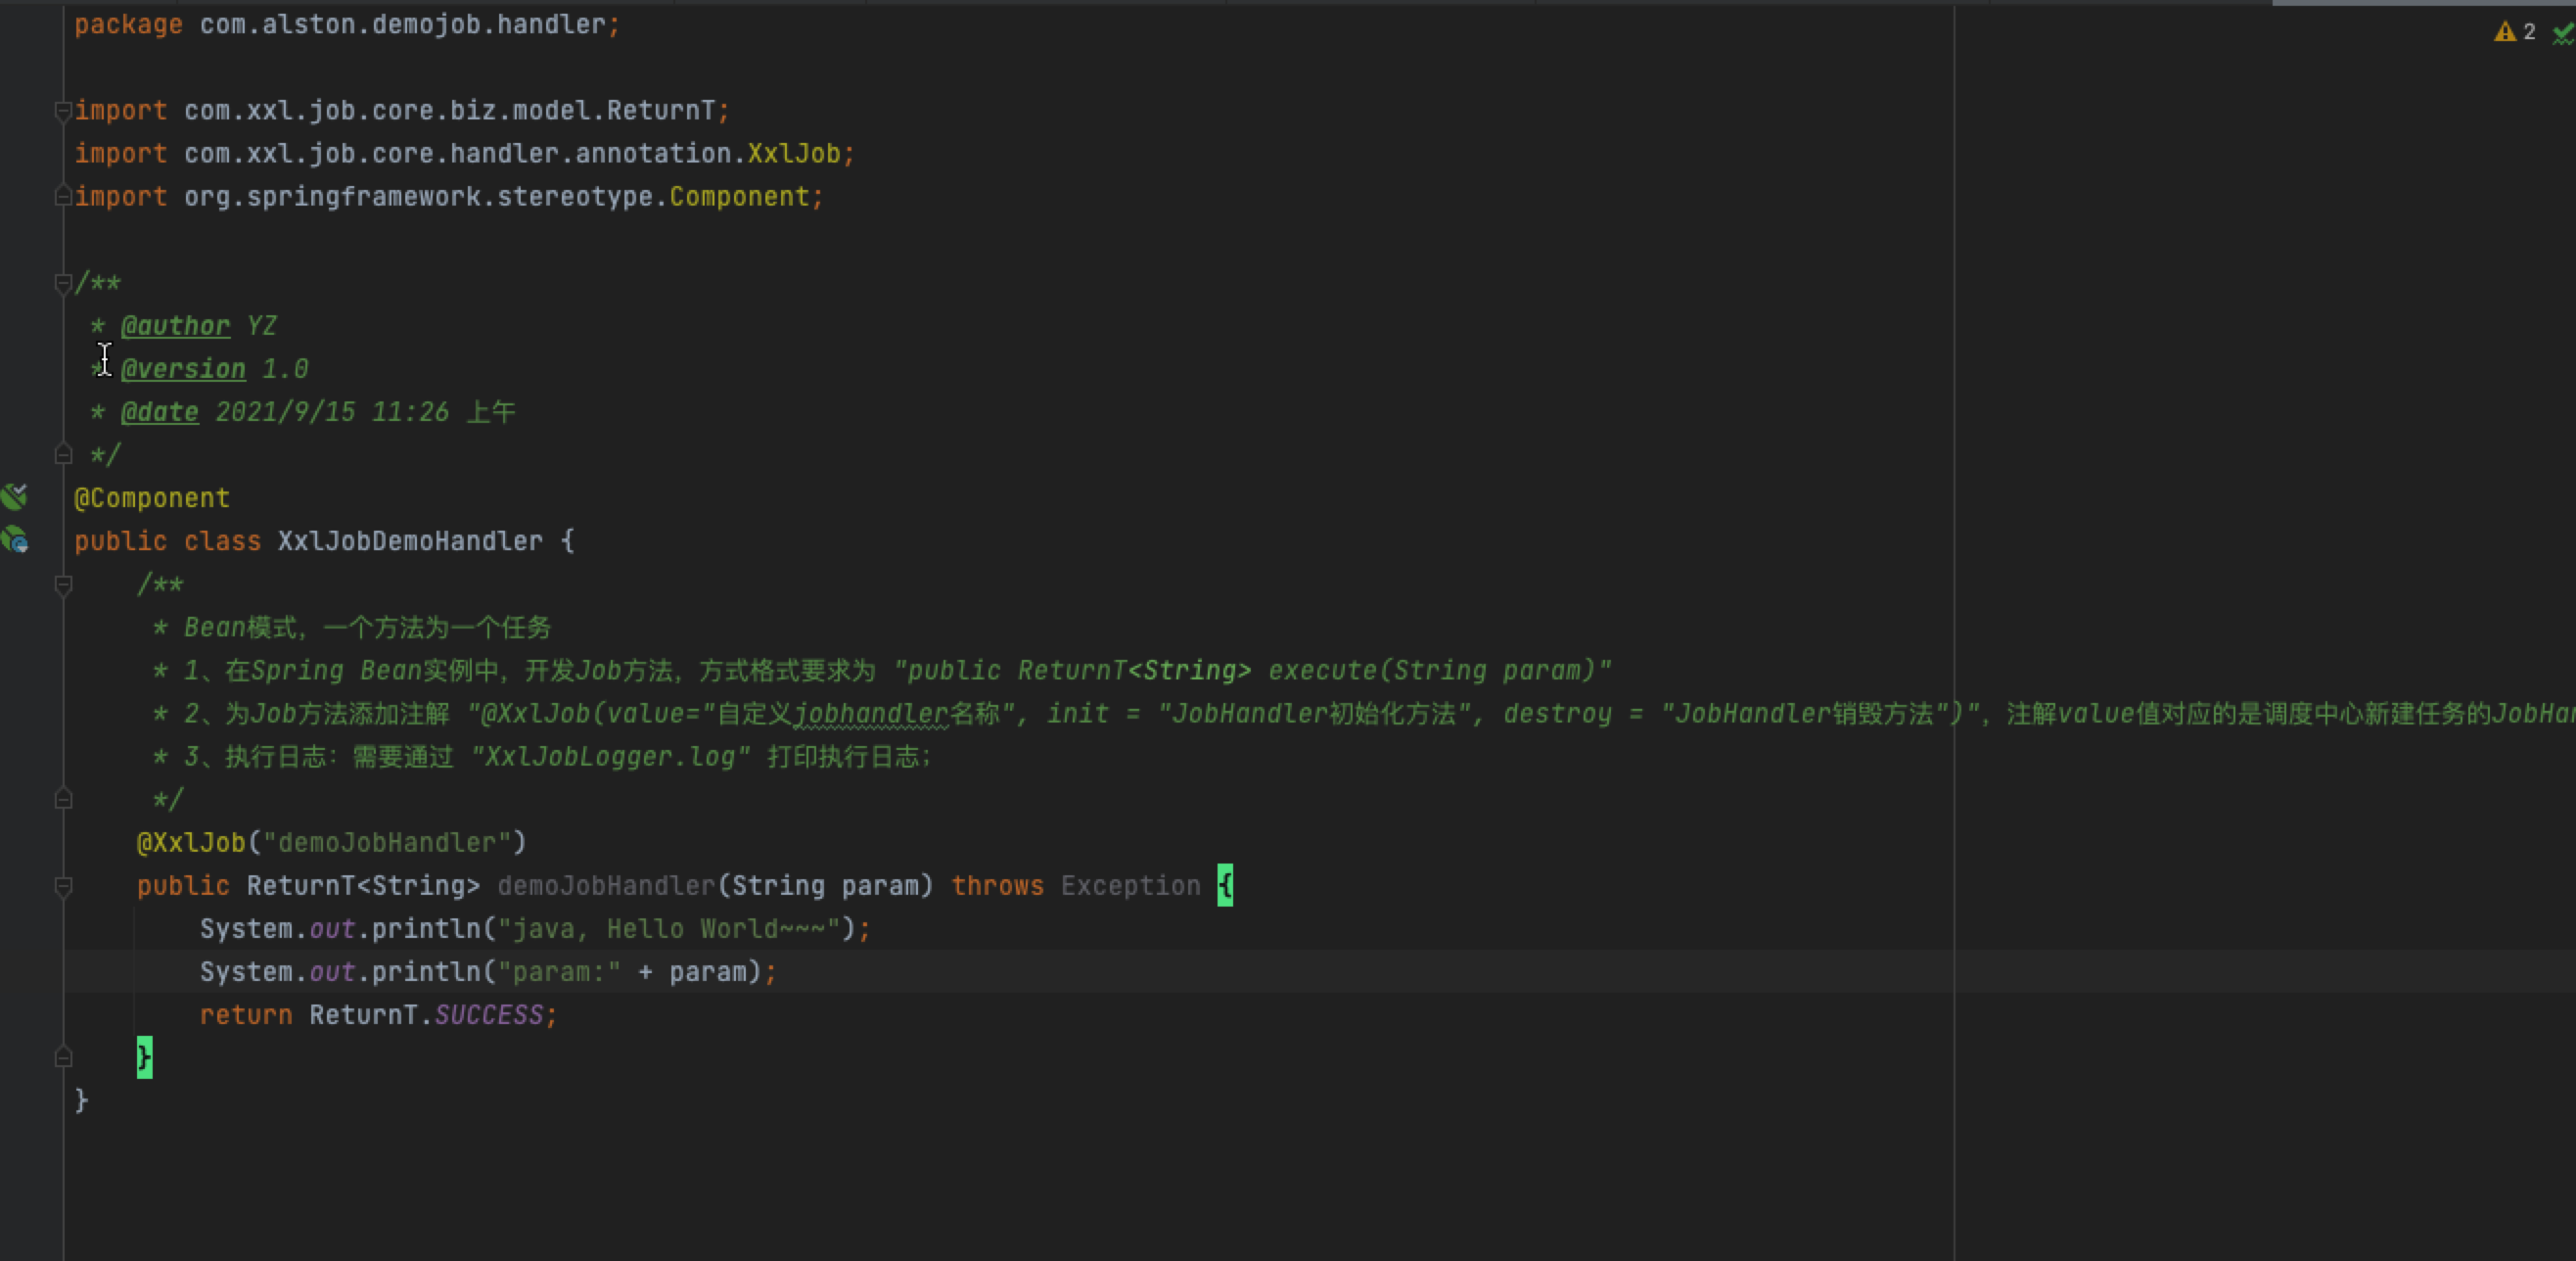 package com.alston.demojob.handler;
2
import com.xxl.job.core.biz.model.ReturnT;
import com.xxl.job.core.handler.annotation.XxlJob;
import org.springframework.stereotype.Component;
/**
* @author YZ
* @version 1.0
* @date 2021/9/15 11:26 上午
*/
@Component
public class XxlJobDemoHandler {
/**
* Bean模式，一个方法为一个任务
* 1、在Spring Bean实例中，开发Job方法，方式格式要求为 "public ReturnT<String> execute(String param)"
* 2、为Job方法添加注解 "@XxlJob(value="自定义jobhandler名称", init = "JobHandler初始化方法", destroy = "JobHandler销毁方法")"，注解value值对应的是调度中心新建任务的JobHan
* 3、执行日志：需要通过 "XxlJobLogger.log" 打印执行日志；
*/
@XxlJob("demoJobHandler")
public ReturnT<String> demoJobHandler(String param) throws Exception {
System.out.println("java, Hello World~~~");
System.out.println("param:" + param);
return ReturnT.SUCCESS;
}
}